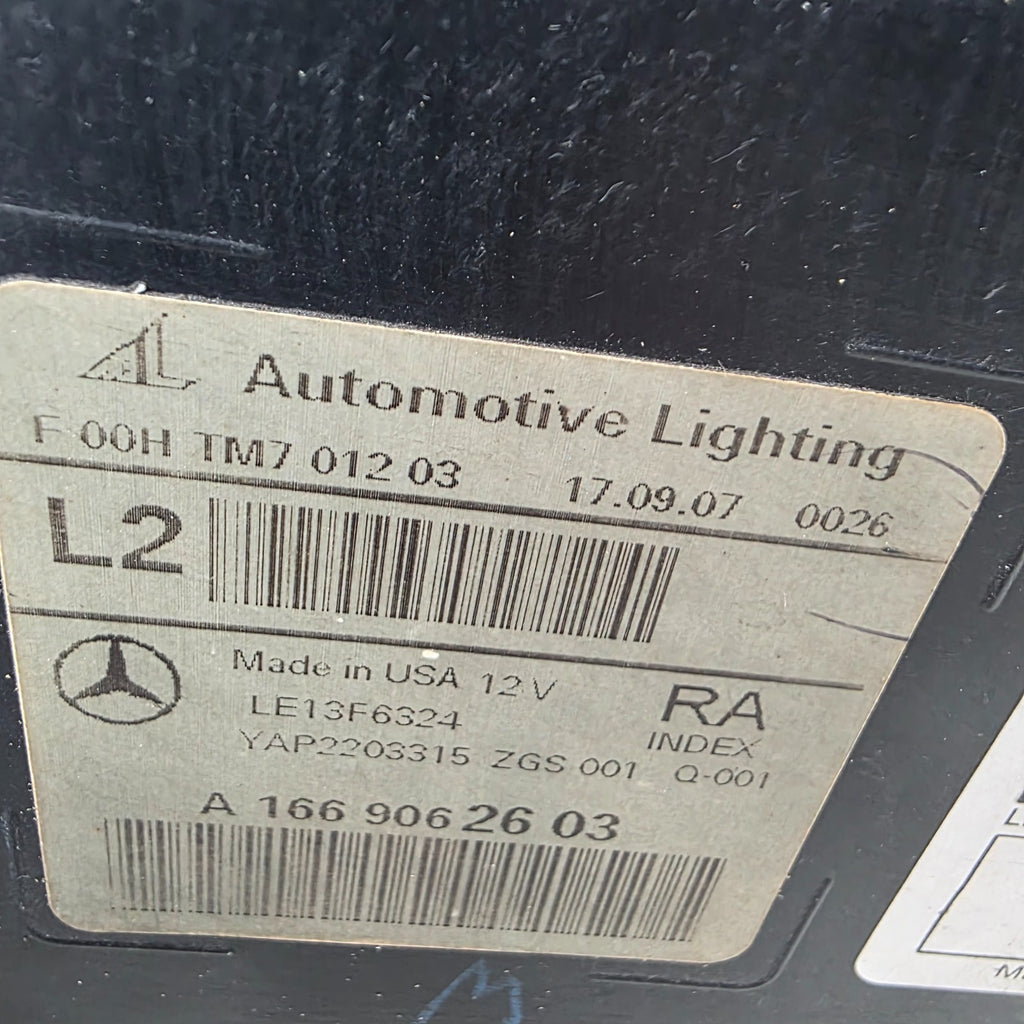 AL Automotive Lighting
F 00H TM7 012 03 17.09.07 0026
L2
Made in USA 12V
LE13F6324
RA
YAP2203315 ZGS 001
INDEX
Q-001
A 166 906 26 03